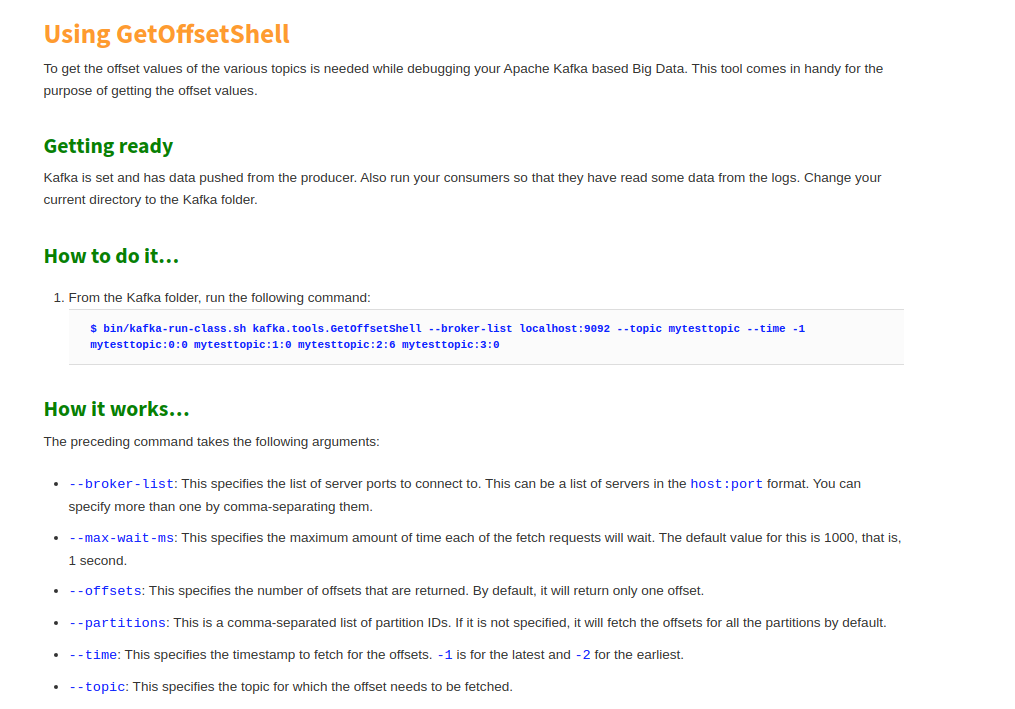 Using GetOffsetShell
To get the offset values of the various topics is needed while debugging your Apache Kafka based Big Data. This tool comes in handy for the
purpose of getting the offset values.
Getting ready
Kafka is set and has data pushed from the producer. Also run your consumers so that they have read some data from the logs. Change your
current directory to the Kafka folder.
How to do it…
1. From the Kafka folder, run the following command:
$ bin/kafka-run-class.sh kafka.tools.GetOffsetShell --broker-list localhost:9092 --topic mytesttopic --time -1
mytesttopic:0:0 mytesttopic:1:0 mytesttopic:2:6 mytesttopic:3:0
How it works…
The preceding command takes the following arguments:
• --broker-list: This specifies the list of server ports to connect to. This can be a list of servers in the host:port format. You can
specify more than one by comma-separating them.
• --max-wait-ms: This specifies the maximum amount of time each of the fetch requests will wait. The default value for this is 1000, that is,
1 second.
• --offsets: This specifies the number of offsets that are returned. By default, it will return only one offset.
• --partitions: This is a comma-separated list of partition IDs. If it is not specified, it will fetch the offsets for all the partitions by default.
• --time: This specifies the timestamp to fetch for the offsets. -1 is for the latest and -2 for the earliest.
• --topic: This specifies the topic for which the offset needs to be fetched.